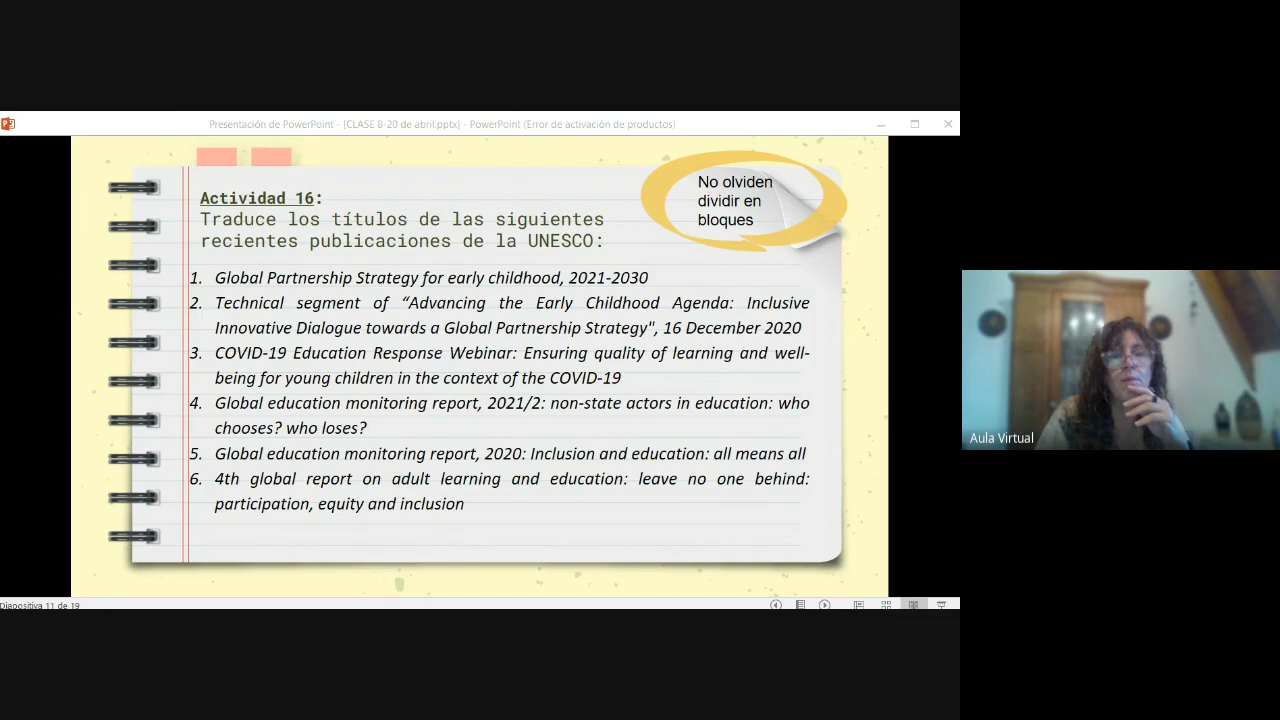 Presentación de PowerPoint - [CLASE 8-20 de abril.pptx] - PowerPoint (Error de activación de productos)
Actividad 16:
Traduce los títulos de las siguientes
recientes publicaciones de la UNESCO:
No olviden
dividir en
bloques
1. Global Partnership Strategy for early childhood, 2021-2030
2. Technical segment of “Advancing the Early Childhood Agenda: Inclusive
Innovative Dialogue towards a Global Partnership Strategy", 16 December 2020
3. COVID-19 Education Response Webinar: Ensuring quality of learning and well-
being for young children in the context of the COVID-19
4. Global education monitoring report, 2021/2: non-state actors in education: who
chooses? who loses?
5. Global education monitoring report, 2020: Inclusion and education: all means all
6. 4th global report on adult learning and education: leave no one behind:
participation, equity and inclusion
Diapositiva 11 de 19
Aula Virtual